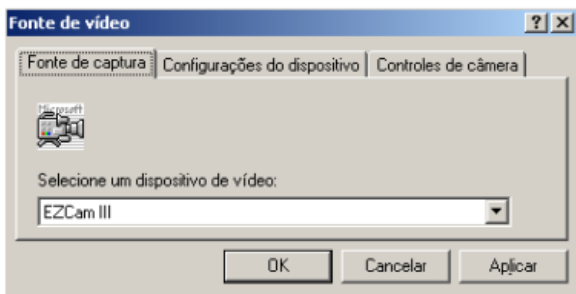 Fonte de vídeo
Fonte de captura Configurações do dispositivo Controles de câmera
Microsoft
Selecione um dispositivo de vídeo:
EZCam III
OK Cancelar Aplicar